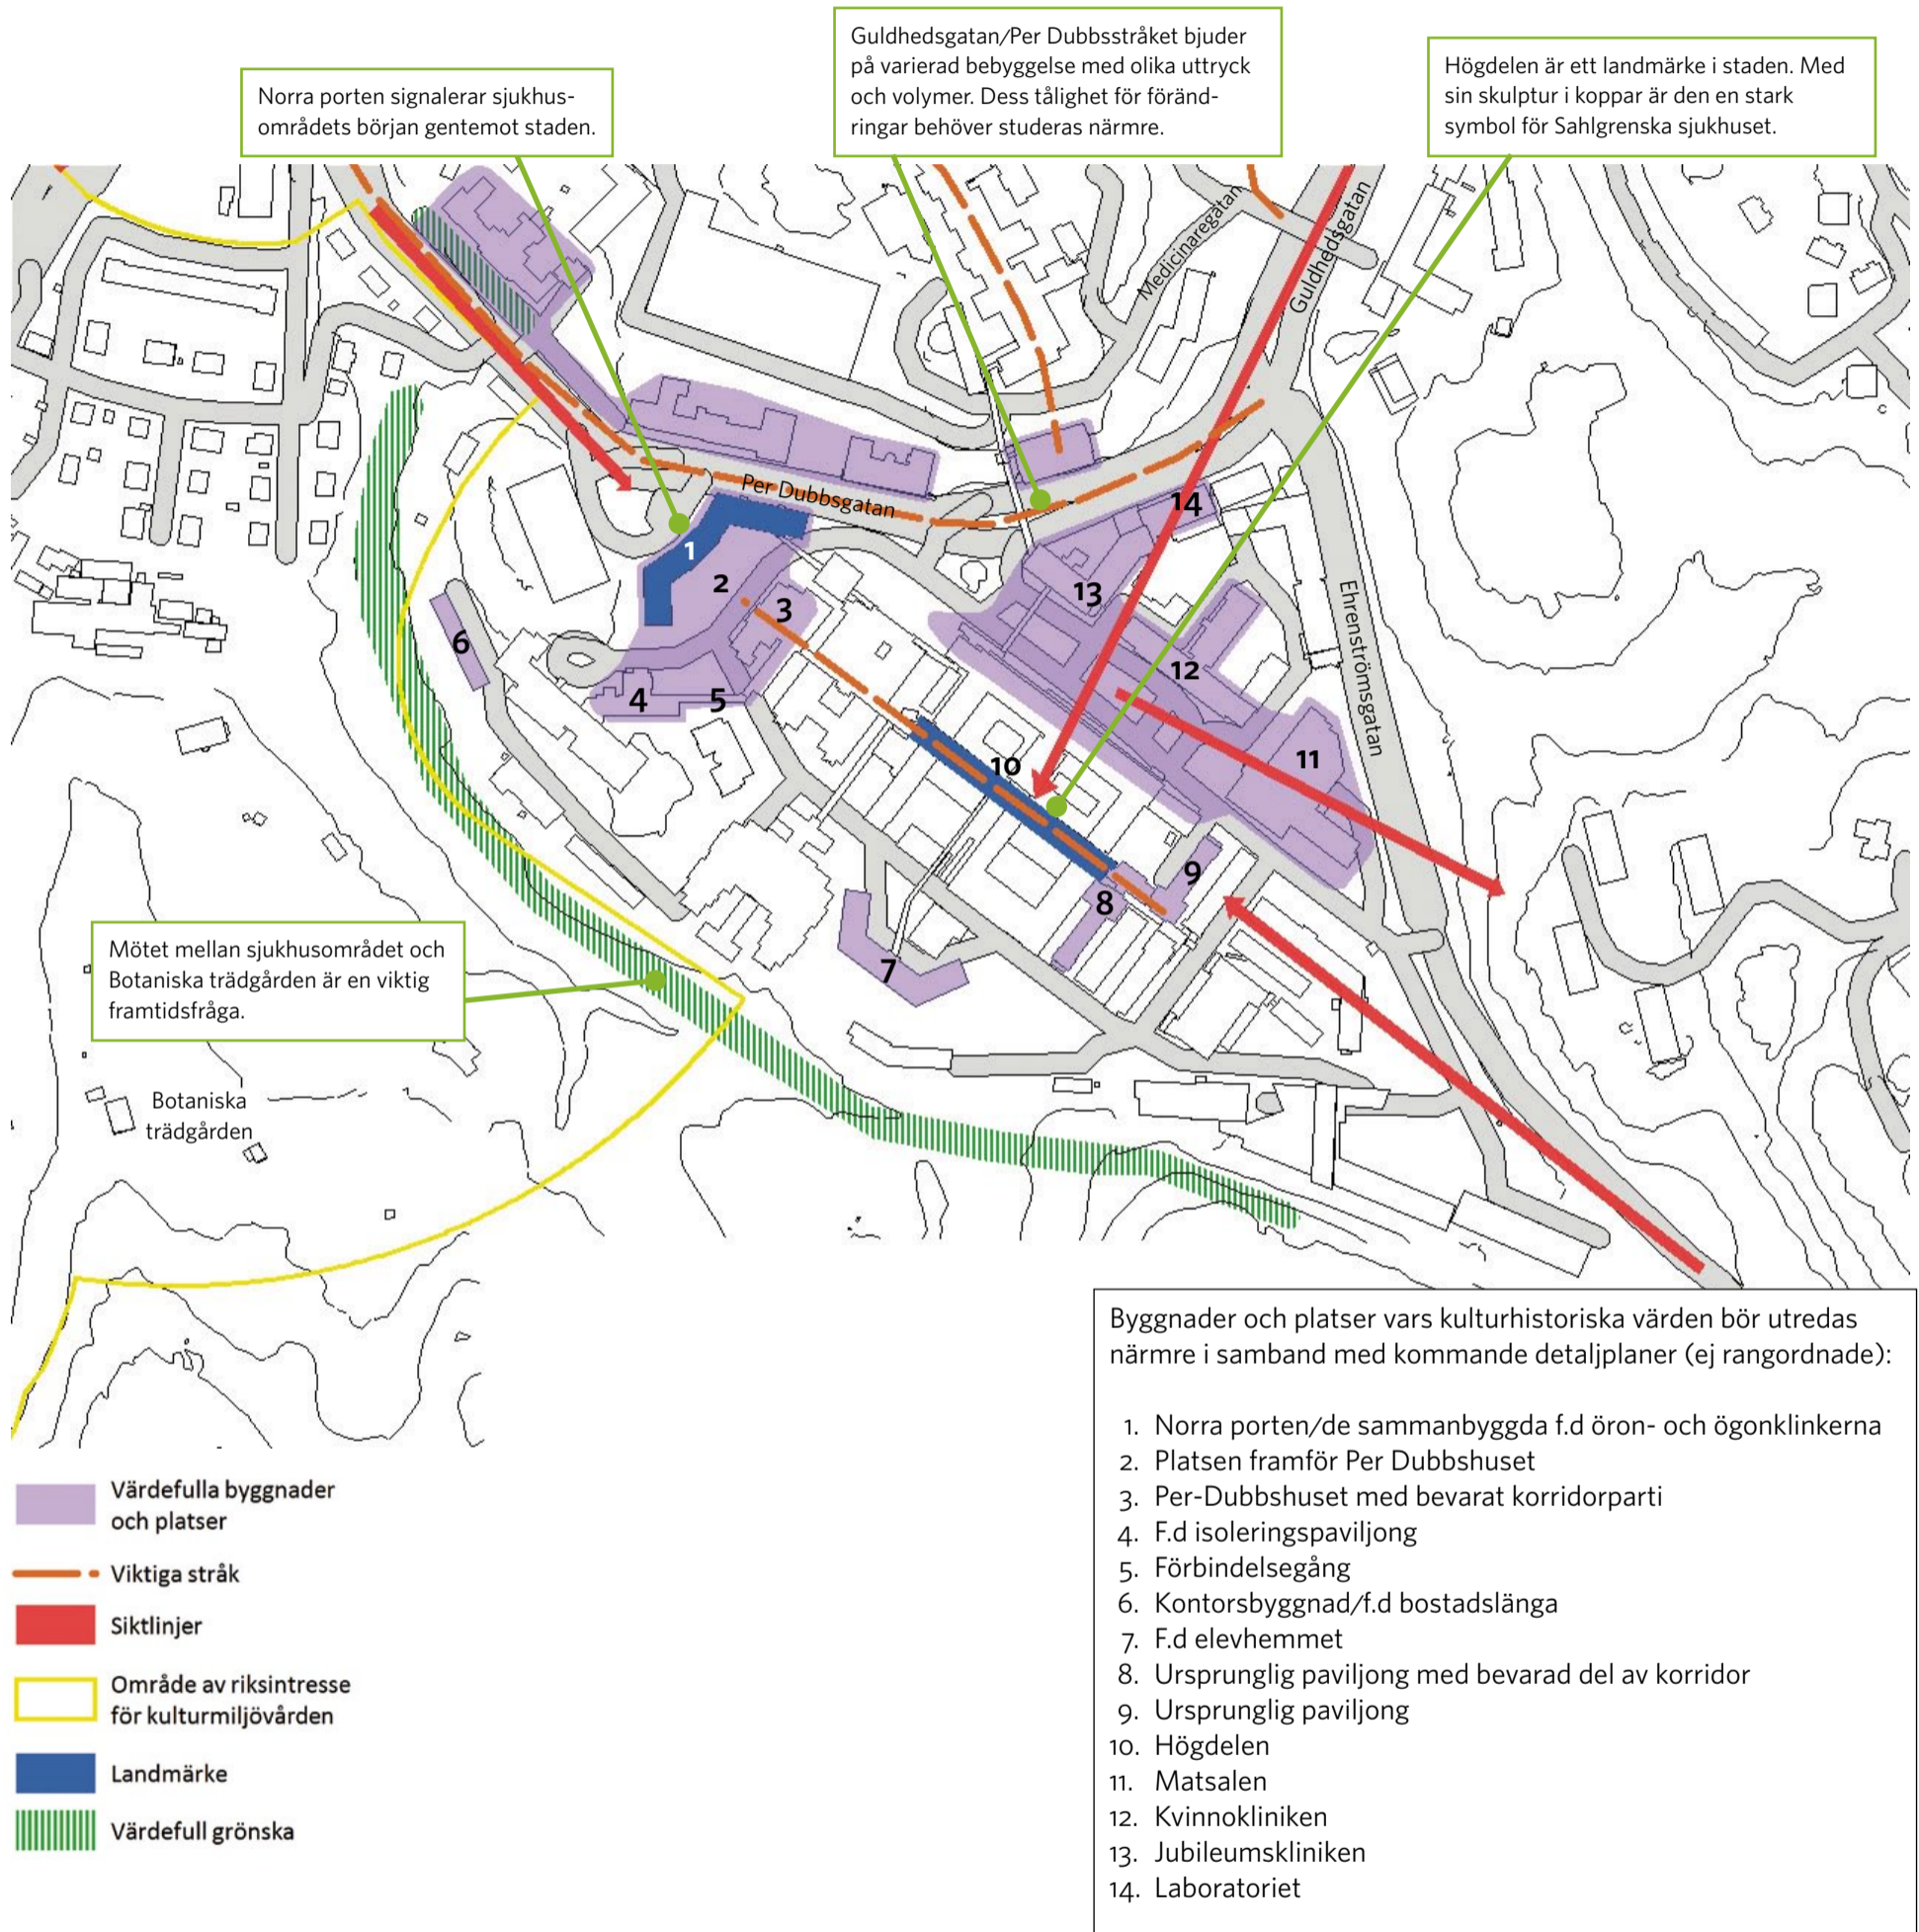 Norra porten signalerar sjukhus-
områdets början gentemot staden.
Guldhedsgatan/Per Dubbsstråket bjuder
på varierad bebyggelse med olika uttryck
och volymer. Dess tålighet för föränd-
ringar behöver studeras närmre.
Högdelen är ett landmärke i staden. Med
sin skulptur i koppar är den en stark
symbol för Sahlgrenska sjukhuset.
Medicinaregatan
Guldhedsgatan
Per Dubbsgatan
Ehrenströmsgatan
14
1
2
3
13
6
12
4
5
10
11
9
8
7
Mötet mellan sjukhusområdet och
Botaniska trädgården är en viktig
framtidsfråga.
Botaniska
trädgården
Värdefulla byggnader
och platser
Viktiga stråk
Siktlinjer
Område av riksintresse
för kulturmiljövården
Landmärke
Värdefull grönska
Byggnader och platser vars kulturhistoriska värden bör utredas
närmre i samband med kommande detaljplaner (ej rangordnade):
1. Norra porten/de sammanbyggda f.d öron- och ögonklinkerna
2. Platsen framför Per Dubbshuset
3. Per-Dubbshuset med bevarat korridorparti
4. F.d isoleringspaviljong
5. Förbindelsegång
6. Kontorsbyggnad/f.d bostadslänga
7. F.d elevhemmet
8. Ursprunglig paviljong med bevarad del av korridor
9. Ursprunglig paviljong
10. Högdelen
11. Matsalen
12. Kvinnokliniken
13. Jubileumskliniken
14. Laboratoriet